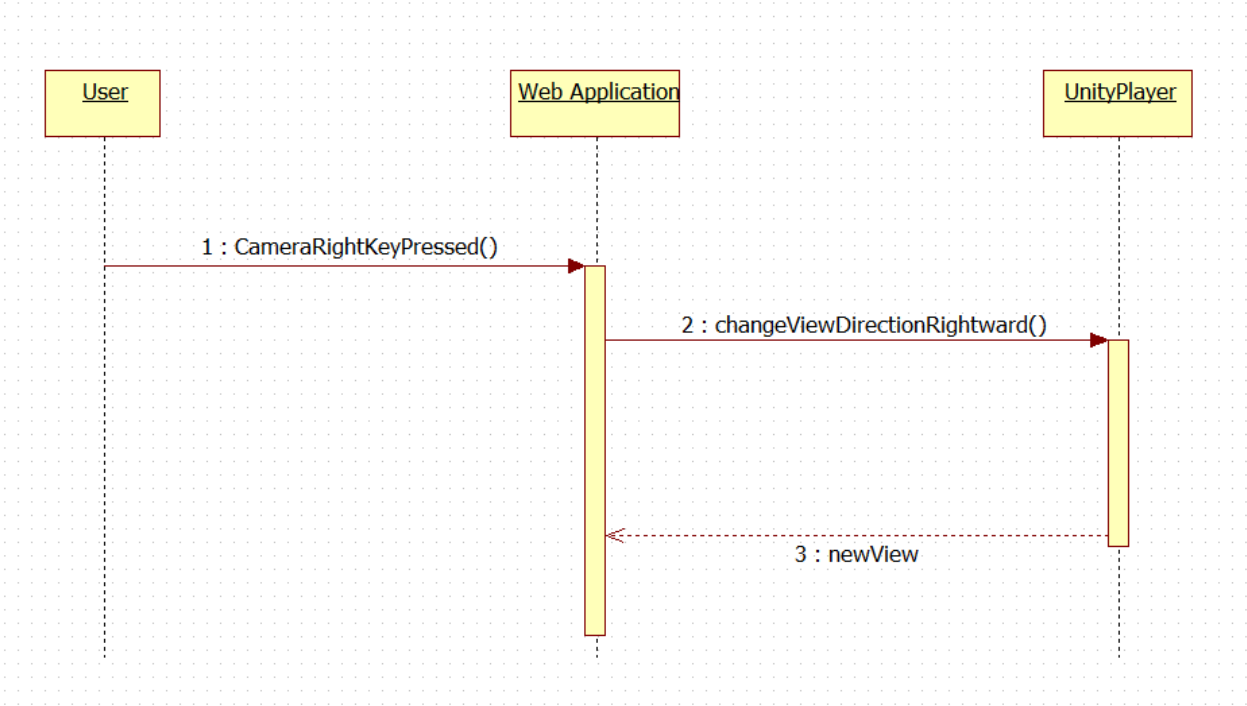 User
Web Application
UnityPlayer
1 : CameraRightKeyPressed()
2 : changeViewDirectionRightward()
3 : newView